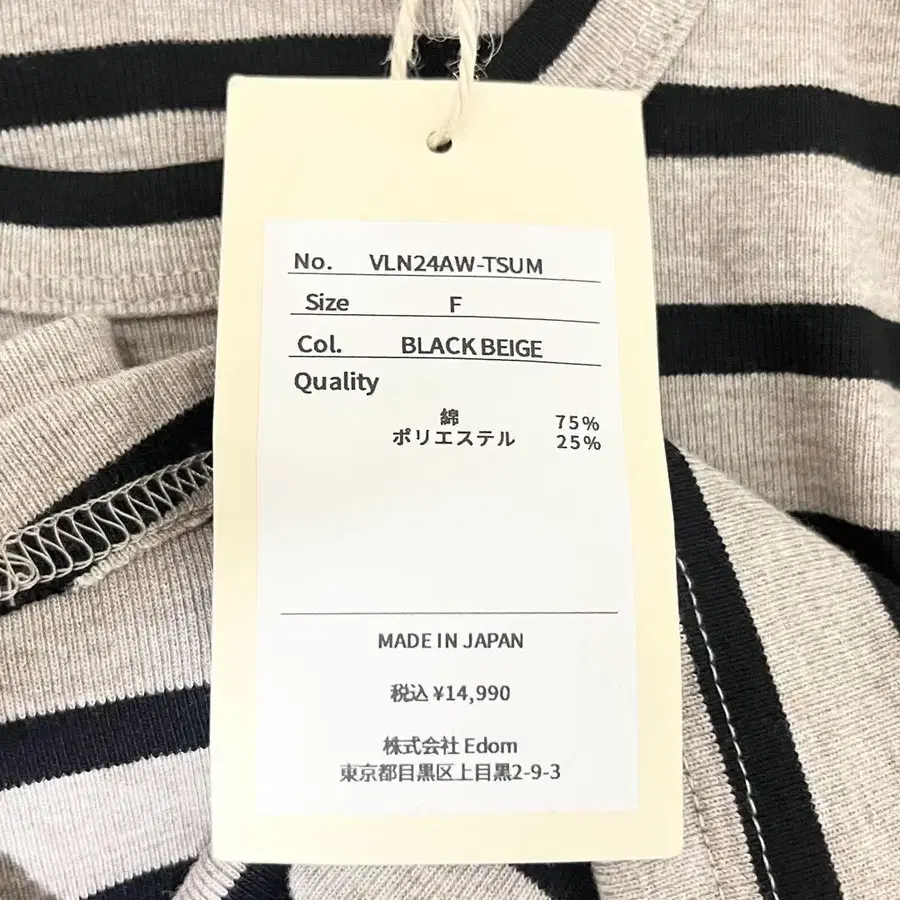 No. VLN24AW-TSUM
Size F
Col. BLACK BEIGE
Quality
綿 75%
ポリエステル 25%
MADE IN JAPAN
税込 ¥14,990
株式会社 Edom
東京都目黒区上目黒2-9-3